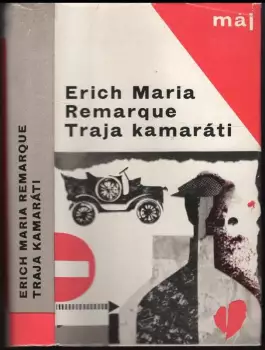 máj
Erich Maria
Remarque
Traja kamaráti
ERICH MARIA REMARQUE
TRAJA KAMARÁTI